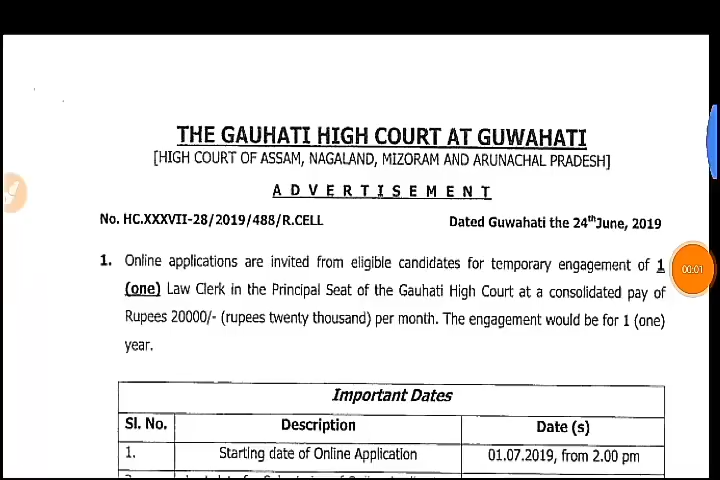 THE GAUHATI HIGH COURT AT GUWAHATI
[HIGH COURT OF ASSAM, NAGALAND, MIZORAM AND ARUNACHAL PRADESH]
ADVERTISEMENT
No. HC.XXXVII-28/2019/488/R.CELL Dated Guwahati the 24th June, 2019
1. Online applications are invited from eligible candidates for temporary engagement of 1
(one) Law Clerk in the Principal Seat of the Gauhati High Court at a consolidated pay of
Rupees 20000/- (rupees twenty thousand) per month. The engagement would be for 1 (one)
year.
00:01
Important Dates
Sl. No. Description Date (s)
1. Starting date of Online Application 01.07.2019, from 2.00 pm